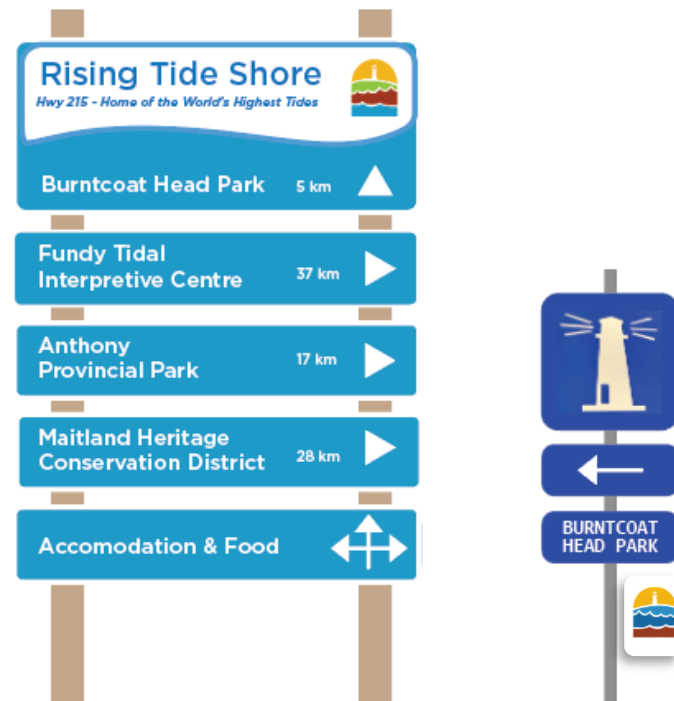 Rising Tide Shore
Hwy 215 - Home of the World's Highest Tides
Burntcoat Head Park 5 km
Fundy Tidal
Interpretive Centre 37 km
Anthony
Provincial Park 17 km
Maitland Heritage
Conservation District 28 km
Accomodation & Food
BURNTCOAT
HEAD PARK